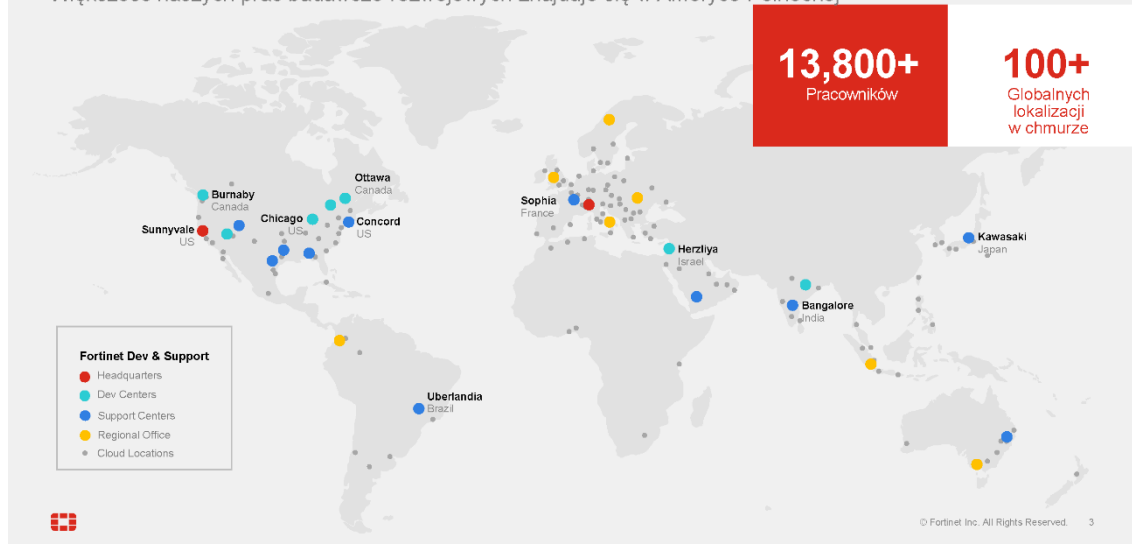 13,800+
Pracowników
100+
Globalnych
lokalizacji
w chmurze
Ottawa
Canada
Burnaby
Canada
Chicago
US
Concord
US
Sunnyvale
US
Sophia
France
Herzliya
Israel
Kawasaki
Japan
Bangalore
India
Uberlandia
Brazil
Fortinet Dev & Support
Headquarters
Dev Centers
Support Centers
Regional Office
Cloud Locations
© Fortinet Inc. All Rights Reserved. 3